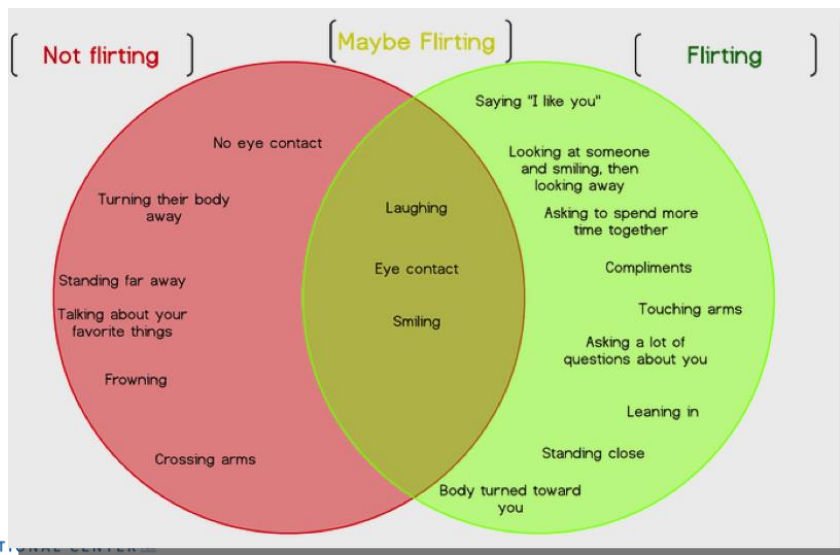 Not flirting
Maybe Flirting
Flirting
No eye contact
Turning their body
away
Standing far away
Talking about your
favorite things
Frowning
Crossing arms
Laughing
Eye contact
Smiling
Saying "I like you"
Looking at someone
and smiling, then
looking away
Asking to spend more
time together
Compliments
Touching arms
Asking a lot of
questions about you
Leaning in
Standing close
Body turned toward
you